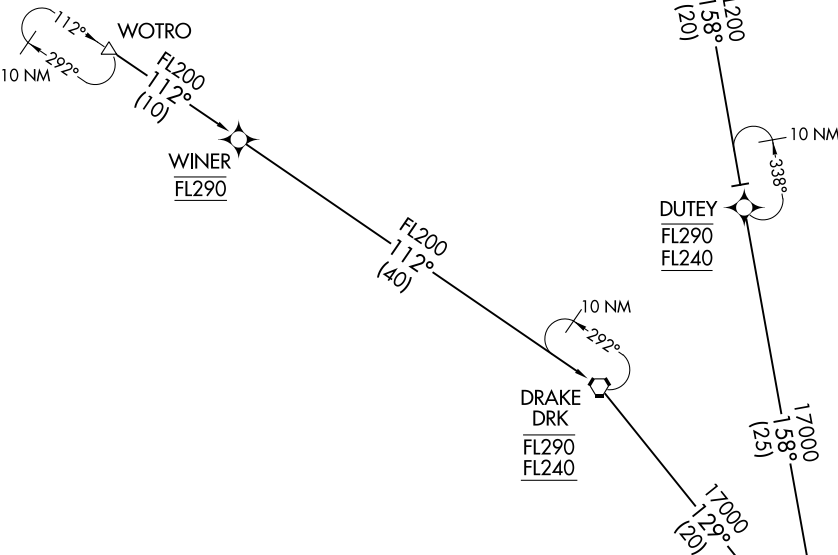 112°
292°
10 NM
WOTRO
FL200
112°
(10)
WINER
FL290
FL200
112°
(40)
10 NM
292°
DRAKE
DRK
FL290
FL240
17000
129°
(20)
L200
158°
(20)
10 NM
338°
DUTEY
FL290
FL240
17000
158°
(25)